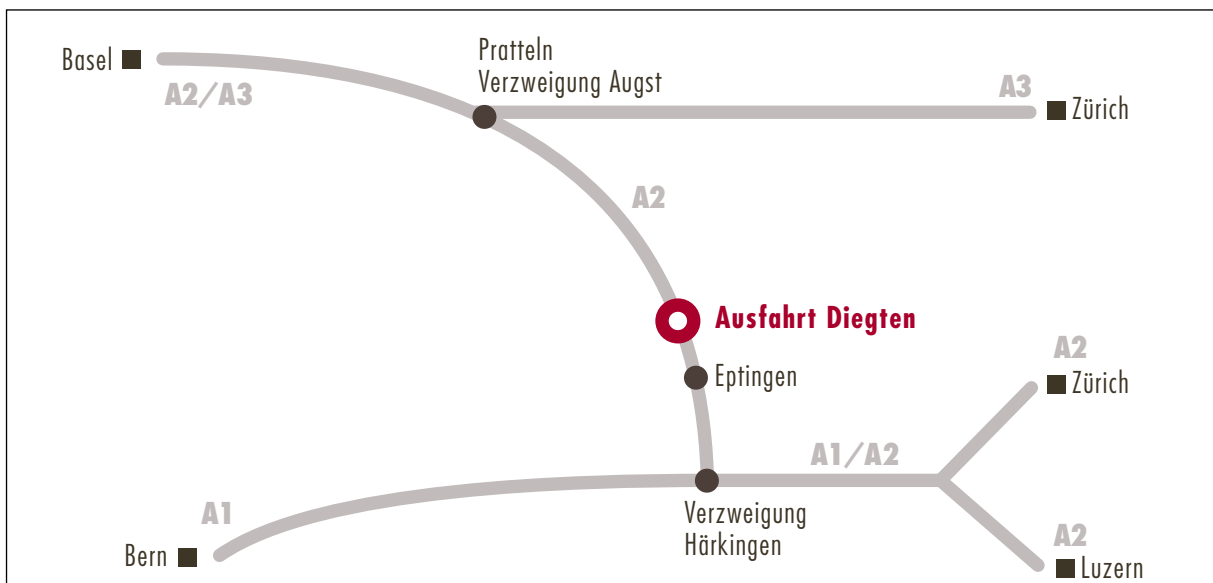 Basel
A2/A3
Pratteln
Verzweigung Augst
A3
Zürich
A2
Ausfahrt Diegten
Eptingen
A2
Zürich
A1/A2
A1
Verzweigung
Härkingen
Bern
A2
Luzern